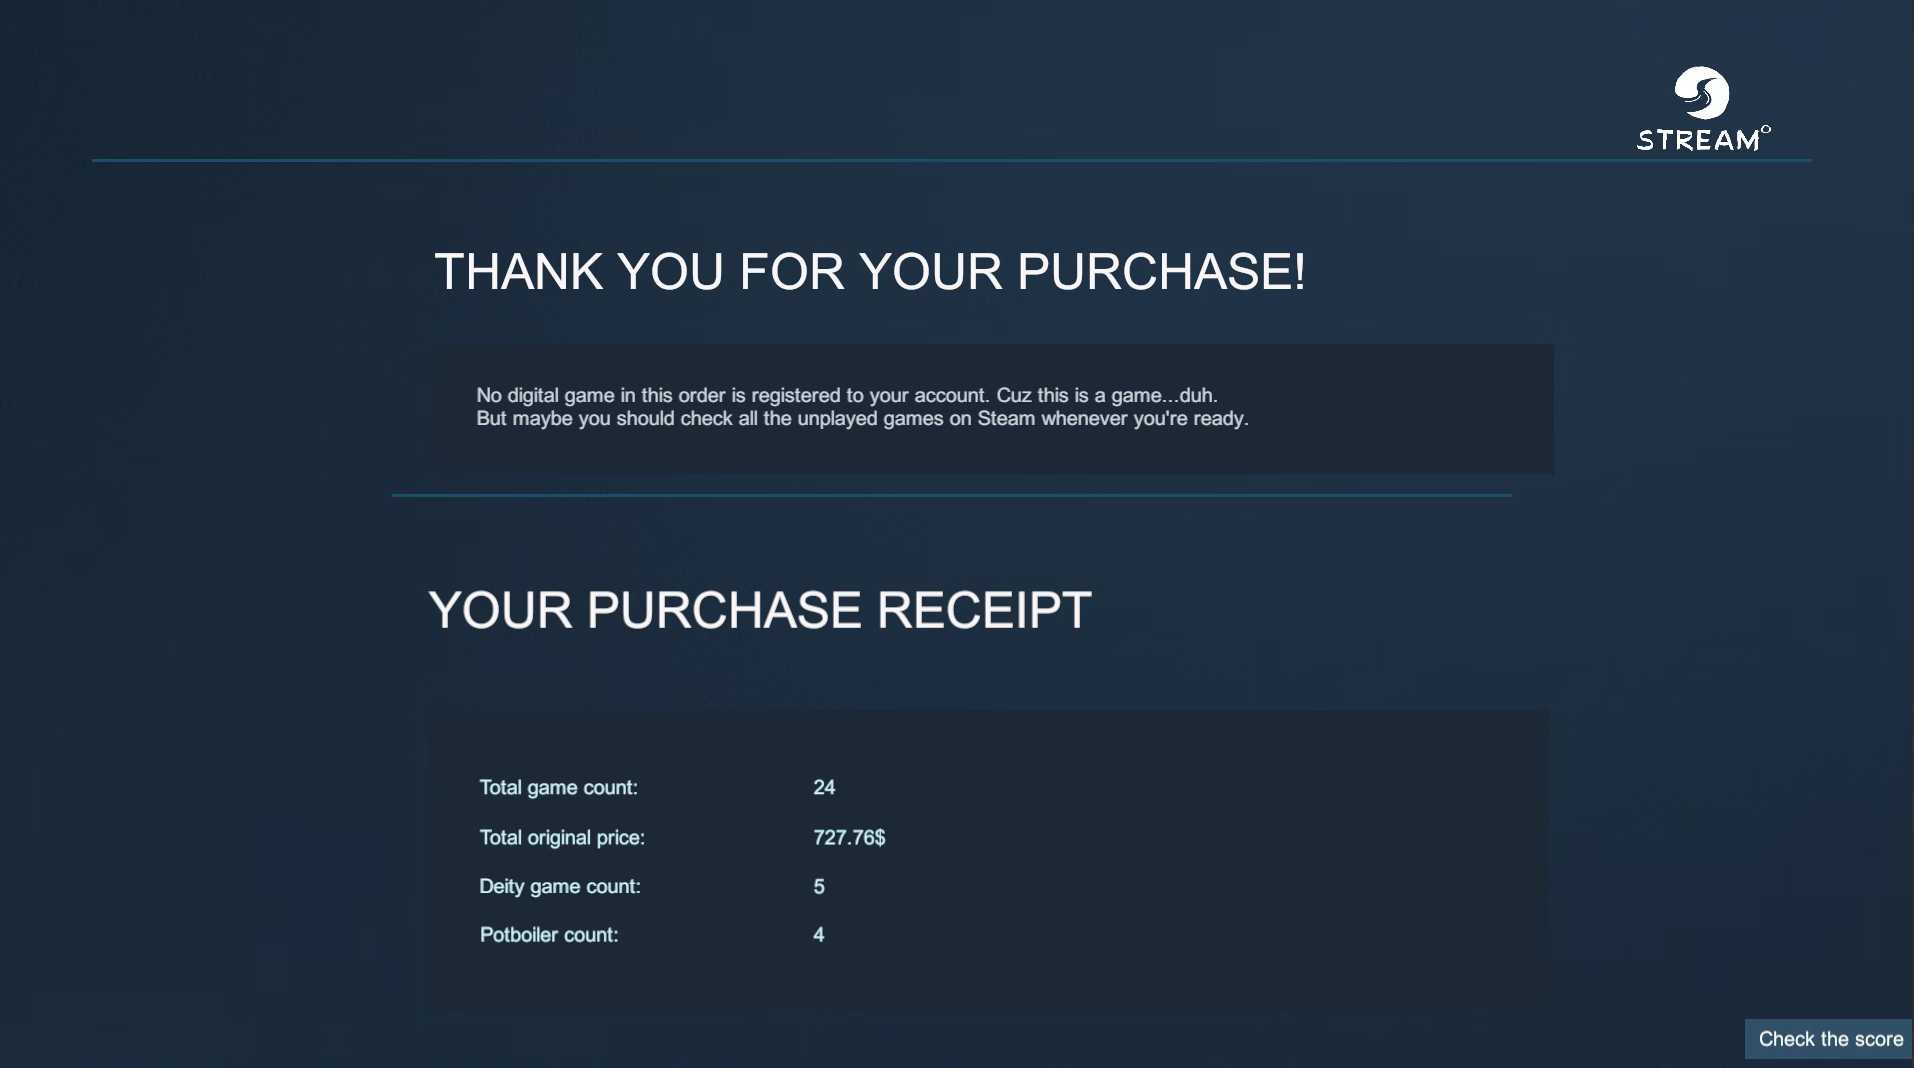 STREAM
THANK YOU FOR YOUR PURCHASE!
No digital game in this order is registered to your account. Cuz this is a game...duh.
But maybe you should check all the unplayed games on Steam whenever you're ready.
YOUR PURCHASE RECEIPT
Total game count: 24
Total original price: 727.76$
Deity game count: 5
Potboiler count: 4
Check the score